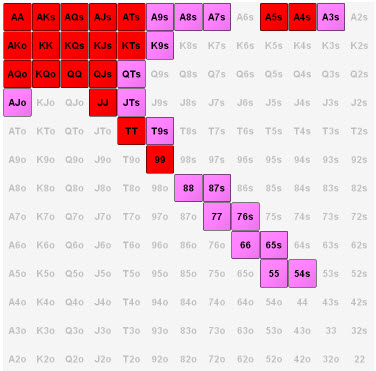 AA AKs AQs AJs ATs A9s A8s A7s A6s A5s A4s A3s A2s
AKo KK KQs KJs KTs K9s K8s K7s K6s K5s K4s K3s K2s
AQo KQo QQ QJs QTs Q9s Q8s Q7s Q6s Q5s Q4s Q3s Q2s
AJo KJo QJo JJ JTs J9s J8s J7s J6s J5s J4s J3s J2s
ATo KTo QTo JTo TT T9s T8s T7s T6s T5s T4s T3s T2s
A9o K9o Q9o J9o T9o 99 98s 97s 96s 95s 94s 93s 92s
A8o K8o Q8o J8o T8o 98o 88 87s 86s 85s 84s 83s 82s
A7o K7o Q7o J7o T7o 97o 87o 77 76s 75s 74s 73s 72s
A6o K6o Q6o J6o T6o 96o 86o 76o 66 65s 64s 63s 62s
A5o K5o Q5o J5o T5o 95o 85o 75o 65o 55 54s 53s 52s
A4o K4o Q4o J4o T4o 94o 84o 74o 64o 54o 44 43s 42s
A3o K3o Q3o J3o T3o 93o 83o 73o 63o 53o 43o 33 32s
A2o K2o Q2o J2o T2o 92o 82o 72o 62o 52o 42o 32o 22